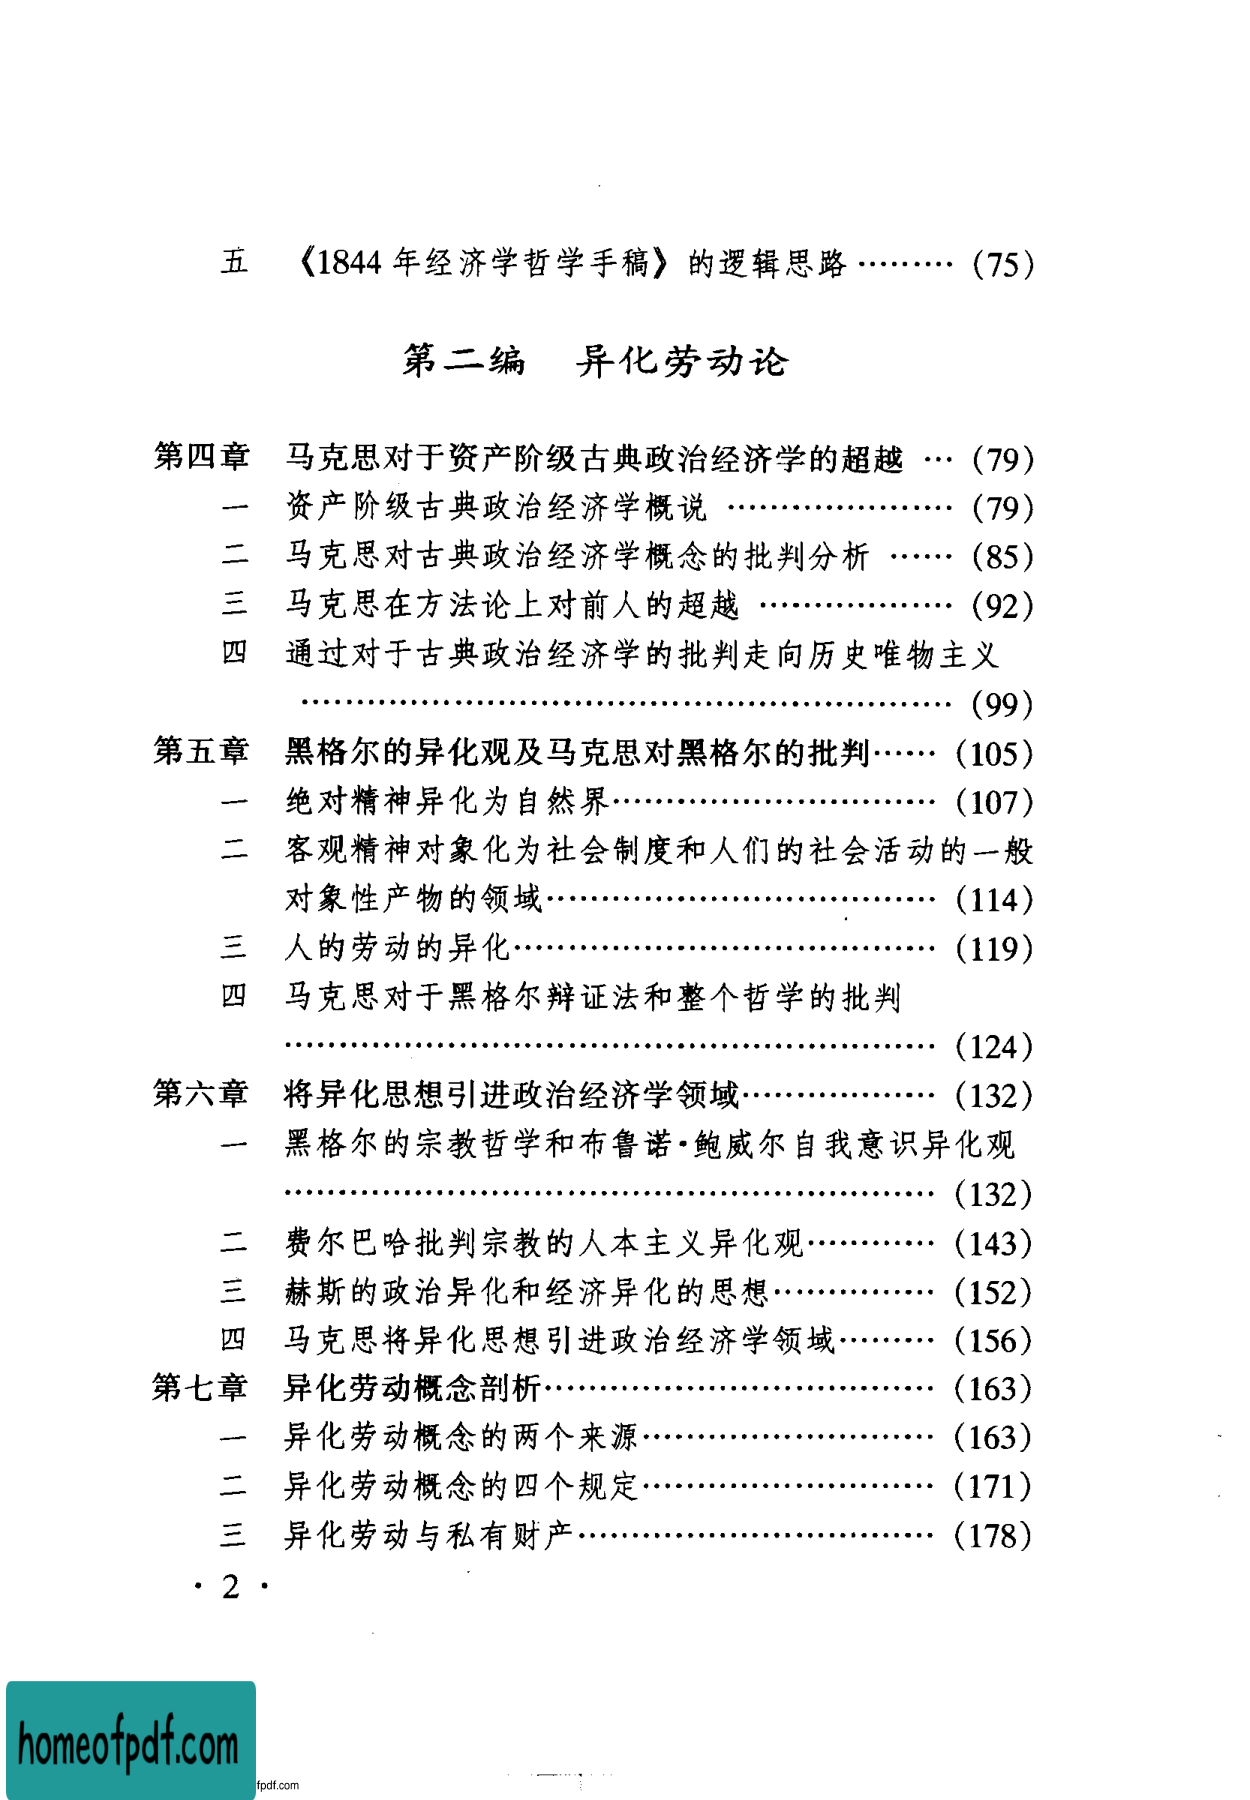 五 《1844 年经济学哲学手稿》的逻辑思路 ……… (75)
第二编 异化劳动论
第四章 马克思对于资产阶级古典政治经济学的超越 … (79)
一 资产阶级古典政治经济学概说 ………………… (79)
二 马克思对古典政治经济学概念的批判分析 …… (85)
三 马克思在方法论上对前人的超越 ……………… (92)
四 通过对于古典政治经济学的批判走向历史唯物主义
…………………………………………………… (99)
第五章 黑格尔的异化观及马克思对黑格尔的批判…… (105)
一 绝对精神异化为自然界………………………… (107)
二 客观精神对象化为社会制度和人们的社会活动的一般
对象性产物的领域……………………………… (114)
三 人的劳动的异化………………………………… (119)
四 马克思对于黑格尔辩证法和整个哲学的批判
…………………………………………………… (124)
第六章 将异化思想引进政治经济学领域……………… (132)
一 黑格尔的宗教哲学和布鲁诺·鲍威尔自我意识异化观
…………………………………………………… (132)
二 费尔巴哈批判宗教的人本主义异化观………… (143)
三 赫斯的政治异化和经济异化的思想…………… (152)
四 马克思将异化思想引进政治经济学领域……… (156)
第七章 异化劳动概念剖析……………………………… (163)
一 异化劳动概念的两个来源……………………… (163)
二 异化劳动概念的四个规定……………………… (171)
三 异化劳动与私有财产…………………………… (178)
· 2 ·
homeofpdf.com
fpdf.com